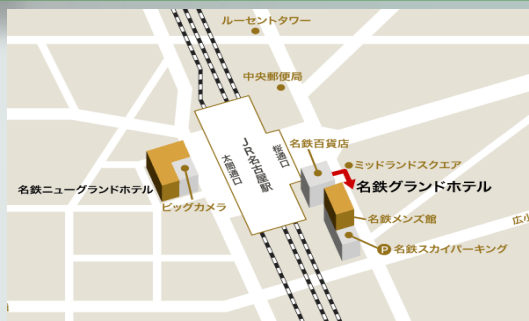 ルーセントタワー
中央郵便局
名鉄百貨店
JR名古屋駅
桜通口
太閤通口
ミッドランドスクエア
名鉄グランドホテル
名鉄ニューグランドホテル
ビッグカメラ
名鉄メンズ館
広小
P 名鉄スカイパーキング